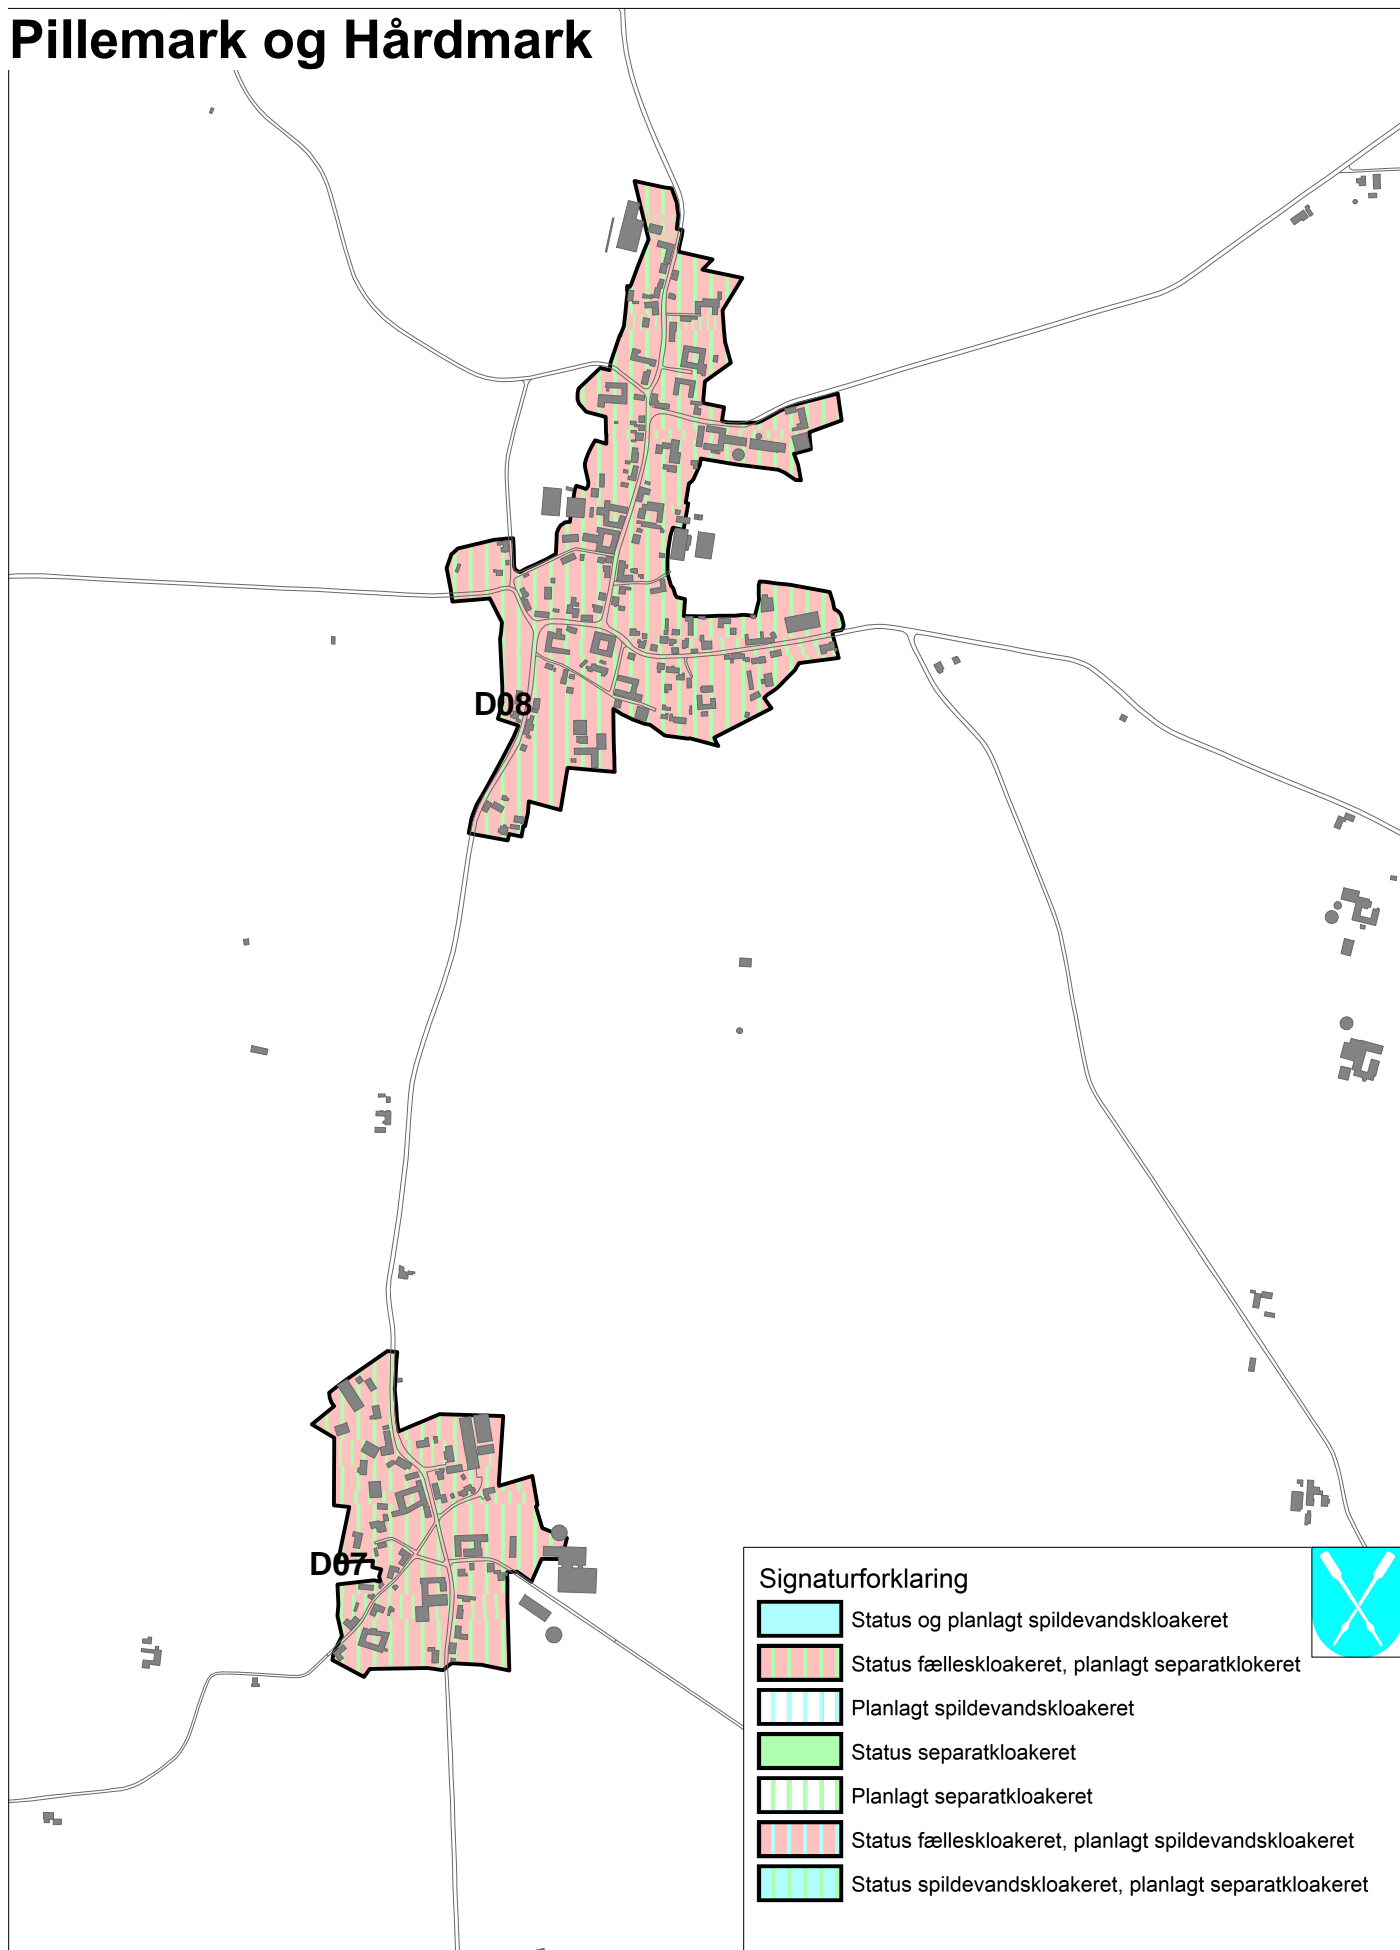 Pillemark og Hårdmark
D08
D07
Signaturforklaring
Status og planlagt spildevandskloakeret
Status fælleskloakeret, planlagt separatklokeret
Planlagt spildevandskloakeret
Status separatkloakeret
Planlagt separatkloakeret
Status fælleskloakeret, planlagt spildevandskloakeret
Status spildevandskloakeret, planlagt separatkloakeret